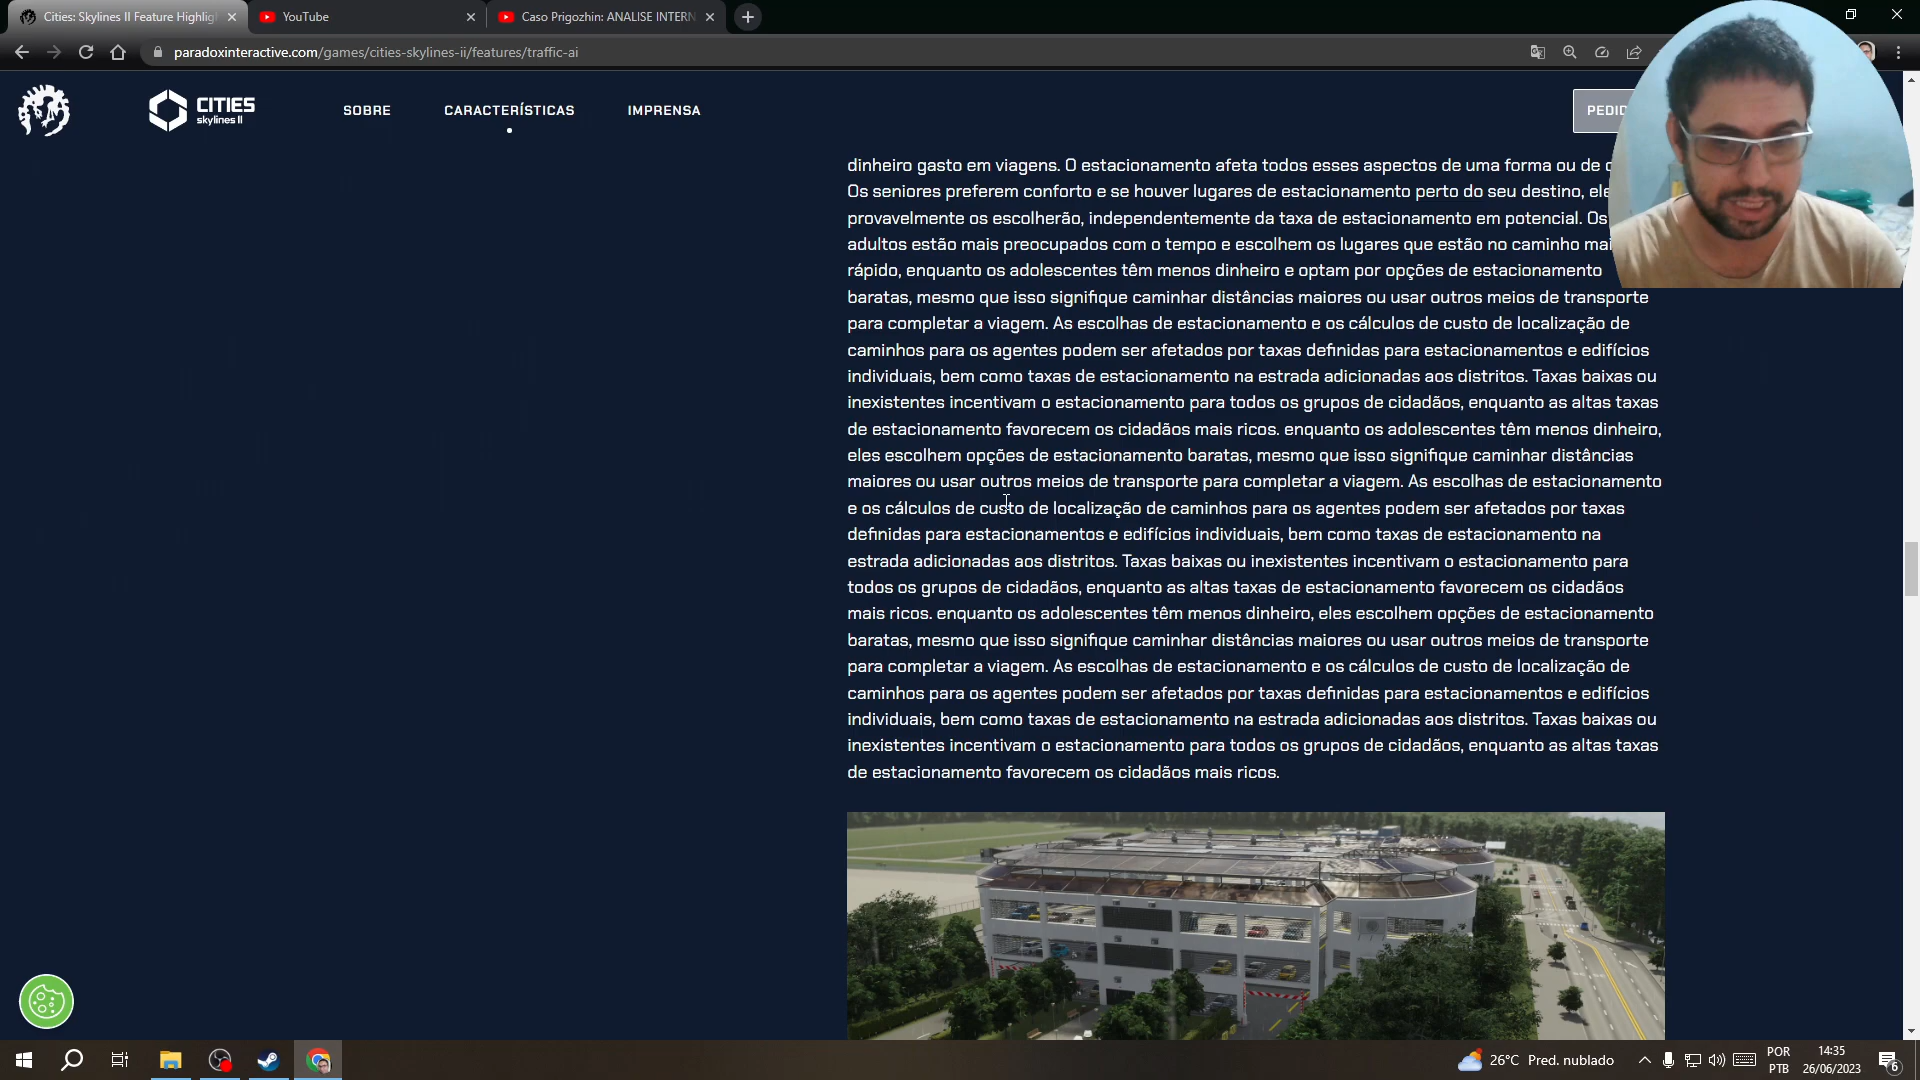 Cities: Skylines II Feature Highlig
YouTube
Caso Prigozhin: ANALISE INTERN
paradoxinteractive.com/games/cities-skylines-ii/features/traffic-ai
CITIES
skylines II
SOBRE
CARACTERÍSTICAS
IMPRENSA
PEDID
dinheiro gasto em viagens. O estacionamento afeta todos esses aspectos de uma forma ou de
Os seniores preferem conforto e se houver lugares de estacionamento perto do seu destino, ele
provavelmente os escolherão, independentemente da taxa de estacionamento em potencial. Os
adultos estão mais preocupados com o tempo e escolhem os lugares que estão no caminho mai
rápido, enquanto os adolescentes têm menos dinheiro e optam por opções de estacionamento
baratas, mesmo que isso signifique caminhar distâncias maiores ou usar outros meios de transporte
para completar a viagem. As escolhas de estacionamento e os cálculos de custo de localização de
caminhos para os agentes podem ser afetados por taxas definidas para estacionamentos e edifícios
individuais, bem como taxas de estacionamento na estrada adicionadas aos distritos. Taxas baixas ou
inexistentes incentivam o estacionamento para todos os grupos de cidadãos, enquanto as altas taxas
de estacionamento favorecem os cidadãos mais ricos. enquanto os adolescentes têm menos dinheiro,
eles escolhem opções de estacionamento baratas, mesmo que isso signifique caminhar distâncias
maiores ou usar outros meios de transporte para completar a viagem. As escolhas de estacionamento
e os cálculos de custo de localização de caminhos para os agentes podem ser afetados por taxas
definidas para estacionamentos e edifícios individuais, bem como taxas de estacionamento na
estrada adicionadas aos distritos. Taxas baixas ou inexistentes incentivam o estacionamento para
todos os grupos de cidadãos, enquanto as altas taxas de estacionamento favorecem os cidadãos
mais ricos. enquanto os adolescentes têm menos dinheiro, eles escolhem opções de estacionamento
baratas, mesmo que isso signifique caminhar distâncias maiores ou usar outros meios de transporte
para completar a viagem. As escolhas de estacionamento e os cálculos de custo de localização de
caminhos para os agentes podem ser afetados por taxas definidas para estacionamentos e edifícios
individuais, bem como taxas de estacionamento na estrada adicionadas aos distritos. Taxas baixas ou
inexistentes incentivam o estacionamento para todos os grupos de cidadãos, enquanto as altas taxas
de estacionamento favorecem os cidadãos mais ricos.
26°C Pred. nublado
POR
PTB
14:35
26/06/2023
6